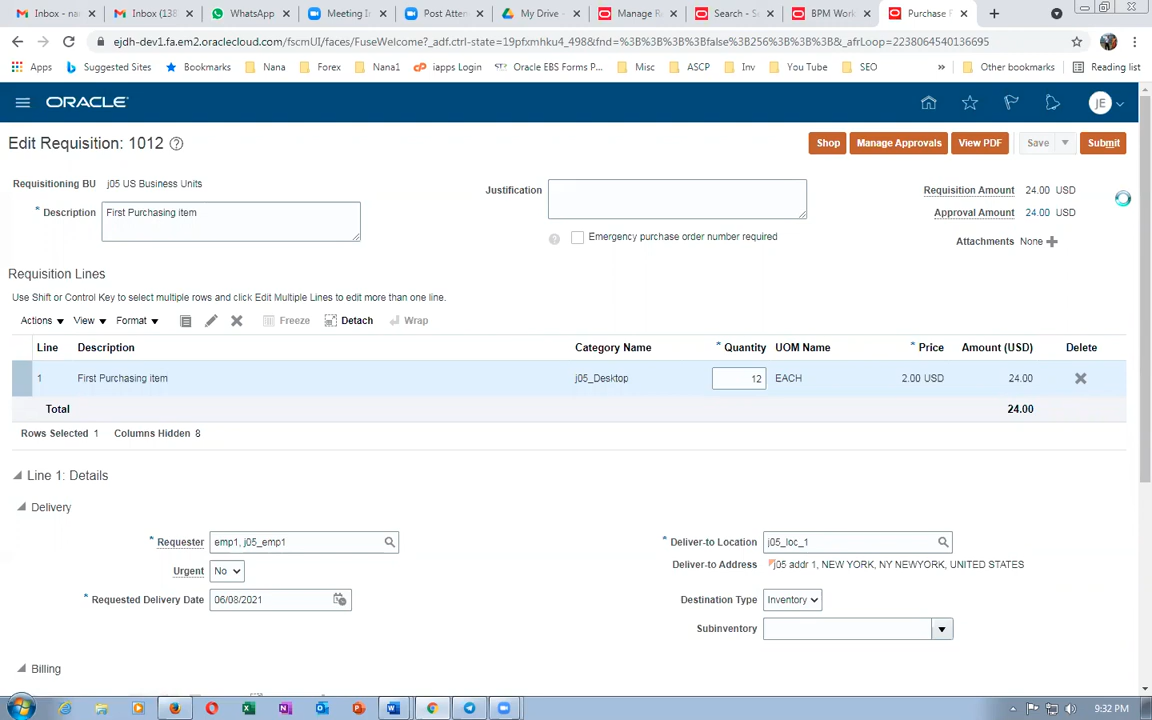 Inbox - nan
Inbox (138
WhatsApp
Meeting In
Post Atten
My Drive -
Manage R
Search - S
BPM Work
Purchase
ejdh-dev1.fa.em2.oraclecloud.com/fscmUI/faces/FuseWelcome?_adf.ctrl-state=19pfxmhku4_498&fnd=%3B%3B%3B%3Bfalse%3B256%3B%3B%3B&_afrLoop=2238064540136695
Apps
Suggested Sites
Bookmarks
Nana
Forex
Nana1
iapps Login
Oracle EBS Forms P...
Misc
ASCP
Inv
You Tube
SEO
»
Other bookmarks
Reading list
ORACLE
JE
Edit Requisition: 1012
Shop
Manage Approvals
View PDF
Save
Submit
Requisitioning BU j05 US Business Units
* Description First Purchasing item
Justification
Emergency purchase order number required
Requisition Amount 24.00 USD
Approval Amount 24.00 USD
Attachments None
Requisition Lines
Use Shift or Control Key to select multiple rows and click Edit Multiple Lines to edit more than one line.
Actions View Format Freeze Detach Wrap
Line Description Category Name * Quantity UOM Name * Price Amount (USD) Delete
1 First Purchasing item j05_Desktop 12 EACH 2.00 USD 24.00
Total 24.00
Rows Selected 1 Columns Hidden 8
Line 1: Details
Delivery
* Requester emp1, j05_emp1
Urgent No
* Requested Delivery Date 06/08/2021
* Deliver-to Location j05_loc_1
Deliver-to Address j05 addr 1, NEW YORK, NY NEWYORK, UNITED STATES
Destination Type Inventory
Subinventory
Billing
9:32 PM